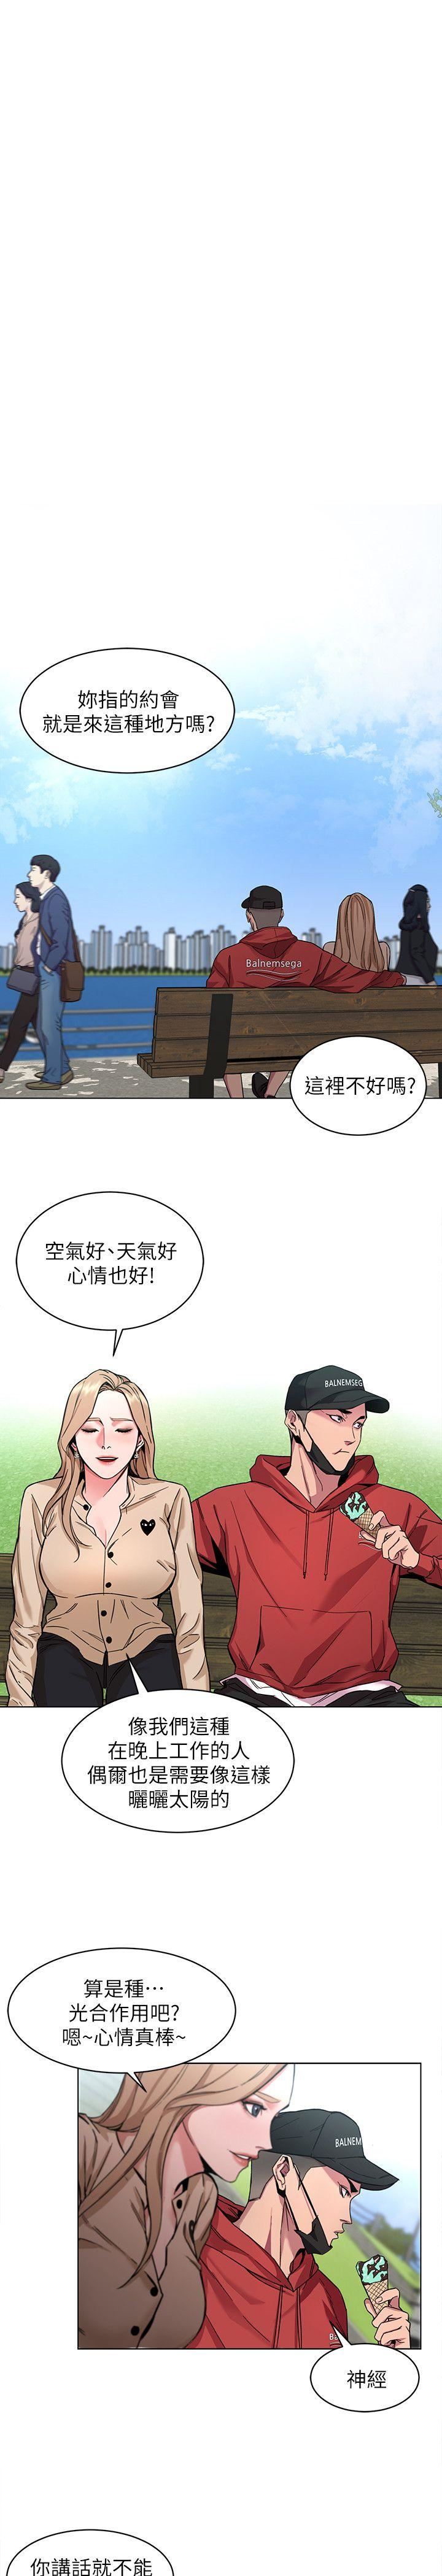 妳指的約會
就是來這種地方嗎?
Balnemsega
這裡不好嗎?
空氣好、天氣好
心情也好!
BALNEMSEG
像我們這種
在晚上工作的人
偶爾也是需要像這樣
曬曬太陽的
算是種…
光合作用吧?
嗯~心情真棒~
BALNEM
BA
神經
你講話就不能